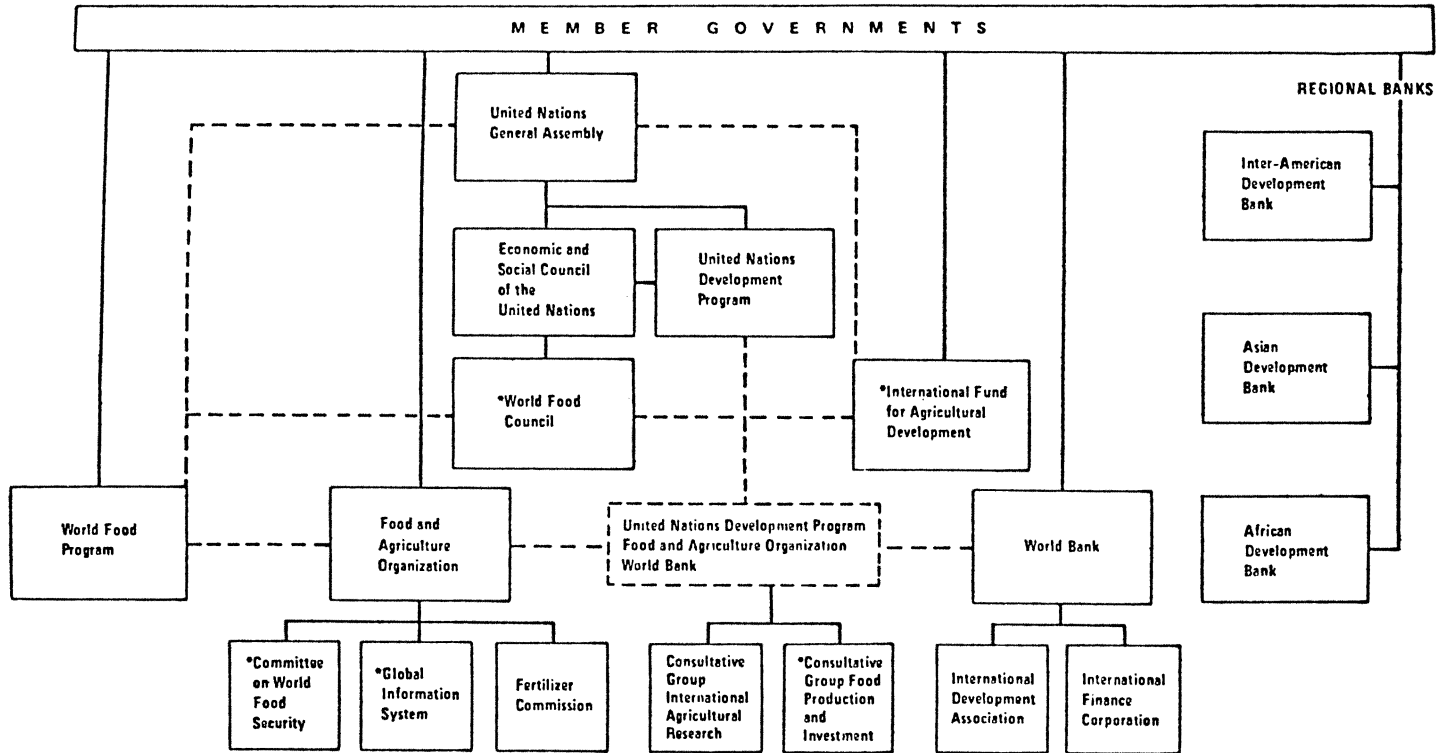 MEMBER GOVERNMENTS
REGIONAL BANKS
United Nations
General Assembly
Inter-American
Development
Bank
Economic and
Social Council
of the
United Nations
United Nations
Development
Program
Asian
Development
Bank
*World Food
Council
*International Fund
for Agricultural
Development
World Food
Program
Food and
Agriculture
Organization
United Nations Development Program
Food and Agriculture Organization
World Bank
World Bank
African
Development
Bank
*Committee
on World
Food
Security
*Global
Information
System
Fertilizer
Commission
Consultative
Group
International
Agricultural
Research
*Consultative
Group Food
Production
and
Investment
International
Development
Association
International
Finance
Corporation